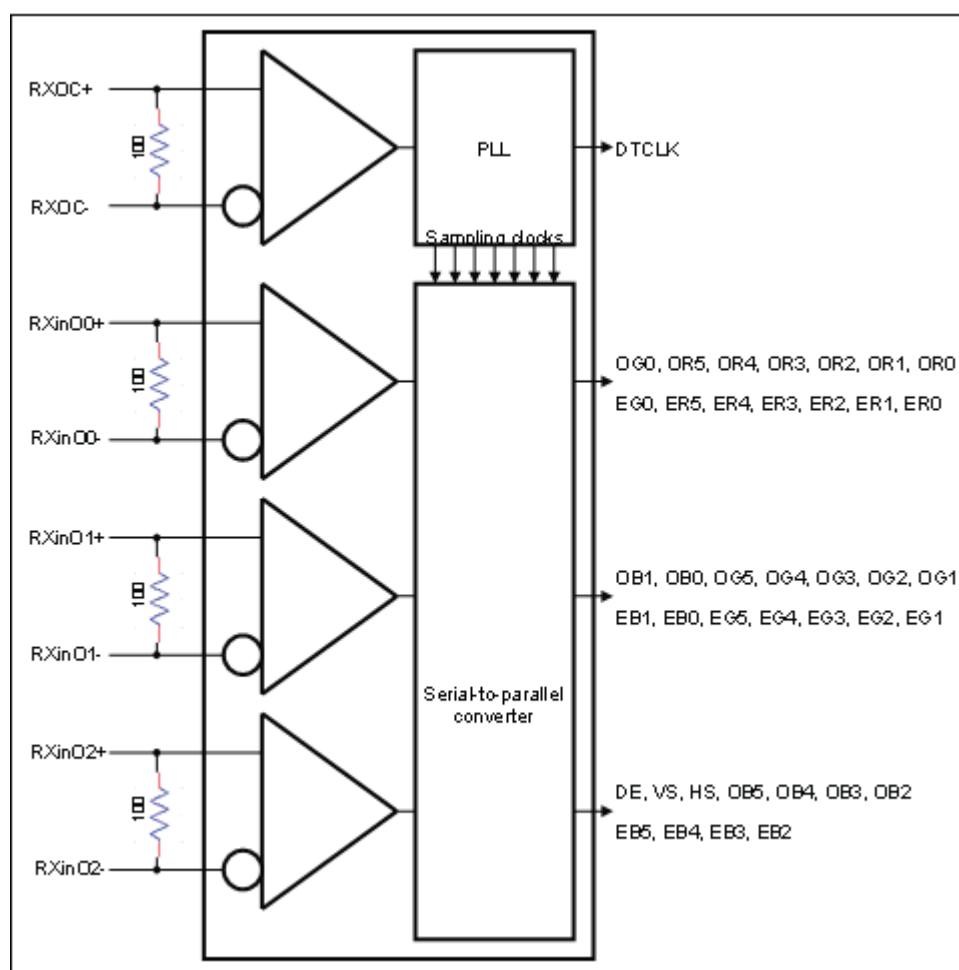 RXOC+
100
RXOC-
PLL
DTCLK
Sampling clocks
RXinO0+
100
RXinO0-
OG0, OR5, OR4, OR3, OR2, OR1, OR0
EG0, ER5, ER4, ER3, ER2, ER1, ER0
RXinO1+
100
RXinO1-
OB1, OB0, OG5, OG4, OG3, OG2, OG1
EB1, EB0, EG5, EG4, EG3, EG2, EG1
Serial-to-parallel
converter
RXinO2+
100
RXinO2-
DE, VS, HS, OB5, OB4, OB3, OB2
EB5, EB4, EB3, EB2